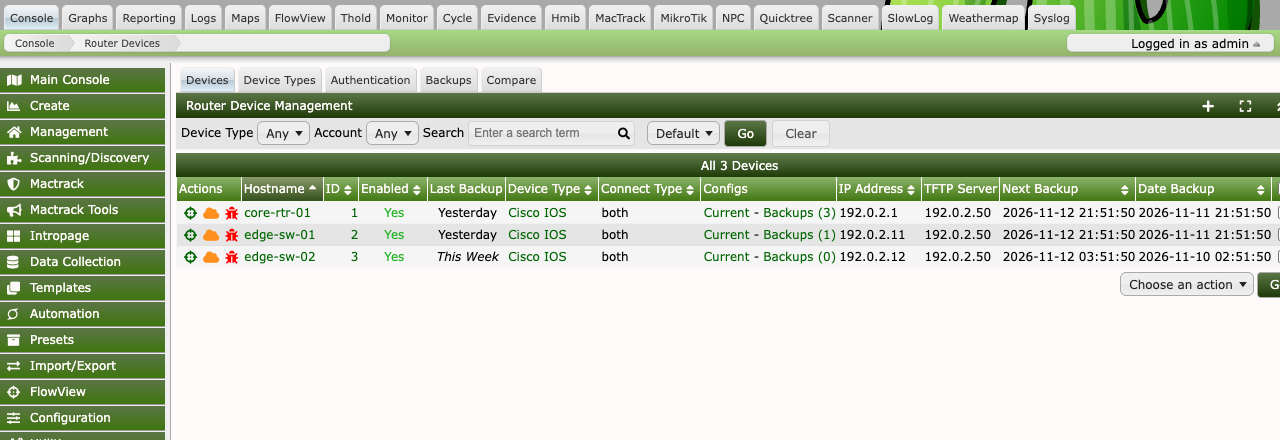 Console Graphs Reporting Logs Maps FlowView Thold Monitor Cycle Evidence Hmib MacTrack MikroTik NPC Quicktree Scanner SlowLog Weathermap Syslog
Console Router Devices Logged in as admin
Main Console
Create
Management
Scanning/Discovery
Mactrack
Mactrack Tools
Intropage
Data Collection
Templates
Automation
Presets
Import/Export
FlowView
Configuration
Devices Device Types Authentication Backups Compare
Router Device Management
Device Type Any Account Any Search Enter a search term Default Go Clear
All 3 Devices
Actions Hostname ID Enabled Last Backup Device Type Connect Type Configs IP Address TFTP Server Next Backup Date Backup
core-rtr-01 1 Yes Yesterday Cisco IOS both Current - Backups (3) 192.0.2.1 192.0.2.50 2026-11-12 21:51:50 2026-11-11 21:51:50
edge-sw-01 2 Yes Yesterday Cisco IOS both Current - Backups (1) 192.0.2.11 192.0.2.50 2026-11-12 21:51:50 2026-11-11 21:51:50
edge-sw-02 3 Yes This Week Cisco IOS both Current - Backups (0) 192.0.2.12 192.0.2.50 2026-11-12 03:51:50 2026-11-10 02:51:50
Choose an action